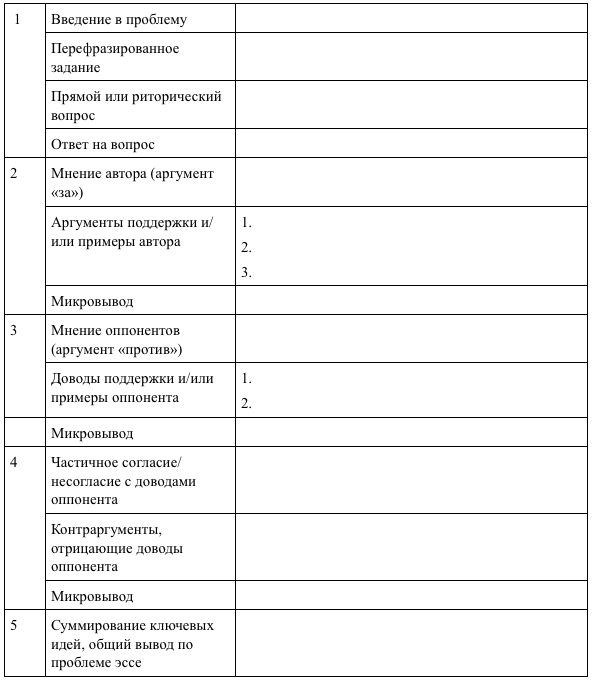 1 Введение в проблему
Перефразированное
задание
Прямой или риторический
вопрос
Ответ на вопрос
2 Мнение автора (аргумент
«за»)
Аргументы поддержки и/ 1.
или примеры автора 2.
3.
Микровывод
3 Мнение оппонентов
(аргумент «против»)
Доводы поддержки и/или 1.
примеры оппонента 2.
Микровывод
4 Частичное согласие/
несогласие с доводами
оппонента
Контраргументы,
отрицающие доводы
оппонента
Микровывод
5 Суммирование ключевых
идей, общий вывод по
проблеме эссе